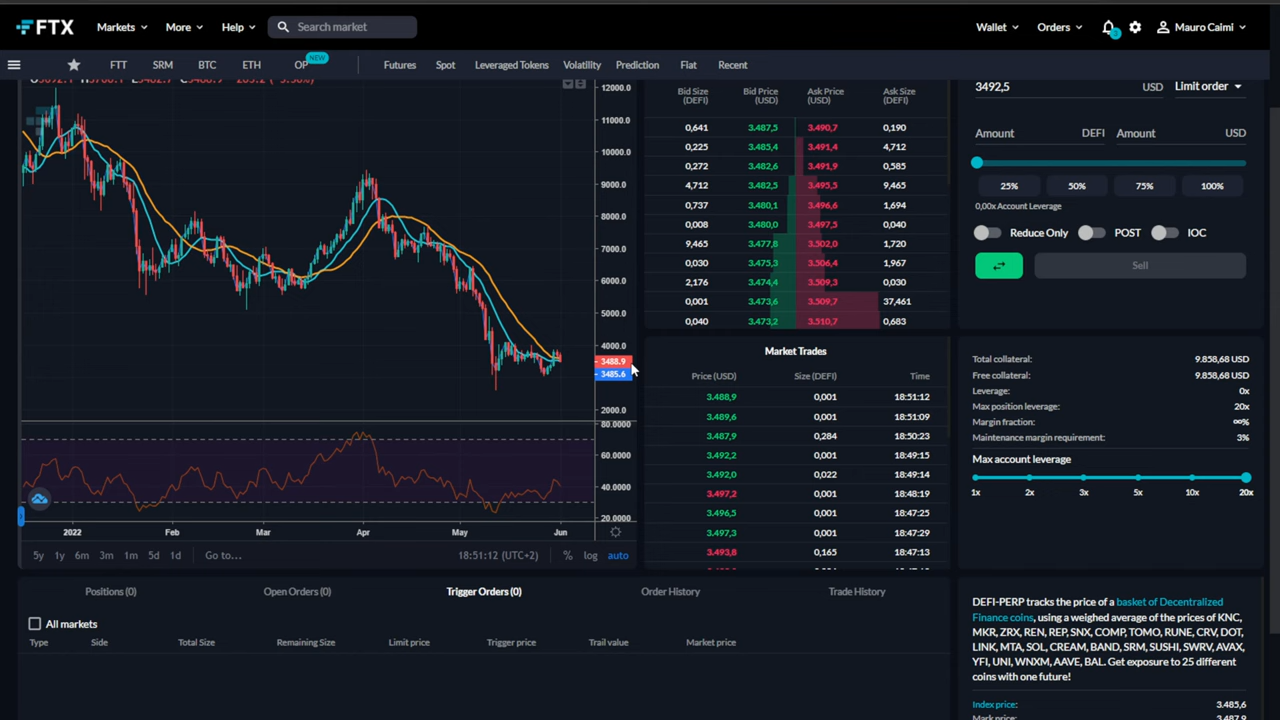 FTX Markets More Help Search market Wallet Orders Mauro Caimi
FTT SRM BTC ETH OP NEW Futures Spot Leveraged Tokens Volatility Prediction Fiat Recent
12000.0
10000.0
9000.0
8000.0
7000.0
6000.0
5000.0
4000.0
3488.9
3485.6
2000.0
80.0000
60.0000
40.0000
20.0000
2022 Feb Mar Apr May Jun
5y 1y 6m 3m 1m 5d 1d Go to... 18:51:12 (UTC+2) % log auto
Bid Size Bid Price Ask Price Ask Size
(DEFI) (USD) (USD) (DEFI)
0,641 3.487,5 3.490,7 0,190
0,225 3.485,4 3.491,4 4,712
0,272 3.482,6 3.491,9 0,585
4,712 3.482,5 3.495,5 9,465
0,737 3.480,1 3.496,6 1,694
0,008 3.480,0 3.497,5 0,040
9,465 3.477,8 3.502,0 1,720
0,030 3.475,3 3.506,4 1,967
2,176 3.474,4 3.509,3 0,030
0,001 3.473,6 3.509,7 37,461
0,040 3.473,2 3.510,7 0,683
Market Trades
Price (USD) Size (DEFI) Time
3.488,9 0,001 18:51:12
3.489,6 0,001 18:51:09
3.487,9 0,284 18:50:23
3.492,2 0,001 18:49:15
3.492,0 0,022 18:49:14
3.497,2 0,001 18:48:19
3.496,5 0,001 18:47:25
3.497,3 0,001 18:47:29
3.493,8 0,165 18:47:13
3492,5 USD Limit order
Amount DEFI Amount USD
25% 50% 75% 100%
0,00x Account Leverage
Reduce Only POST IOC
Sell
Total collateral: 9.858,68 USD
Free collateral: 9.858,68 USD
Leverage: 0x
Max position leverage: 20x
Margin fraction: ∞%
Maintenance margin requirement: 3%
Max account leverage
1x 2x 3x 5x 10x 20x
Positions (0) Open Orders (0) Trigger Orders (0) Order History Trade History
All markets
Type Side Total Size Remaining Size Limit price Trigger price Trail value Market price
DEFI-PERP tracks the price of a basket of Decentralized
Finance coins, using a weighed average of the prices of KNC,
MKR, ZRX, REN, REP, SNX, COMP, TOMO, RUNE, CRV, DOT,
LINK, MTA, SOL, CREAM, BAND, SRM, SUSHI, SWRV, AVAX,
YFI, UNI, WNXM, AAVE, BAL. Get exposure to 25 different
coins with one future!
Index price: 3.485,6
Mark price: 3.487,9